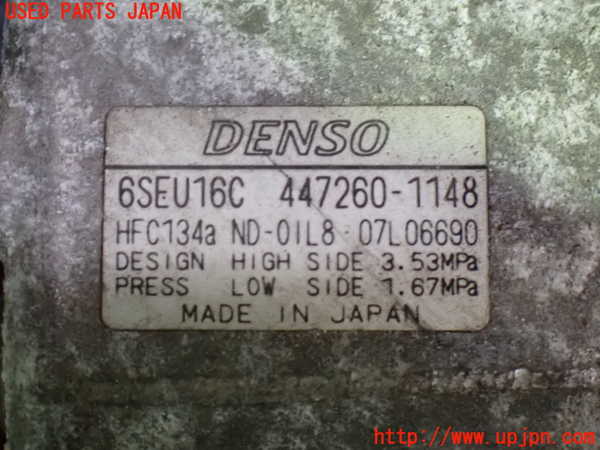 USED PARTS JAPAN
DENSO
6SEU16C 447260-1148
HFC134a ND-OIL8 07L06690
DESIGN HIGH SIDE 3.53MPa
PRESS LOW SIDE 1.67MPa
MADE IN JAPAN
http://www.upjpn.com/